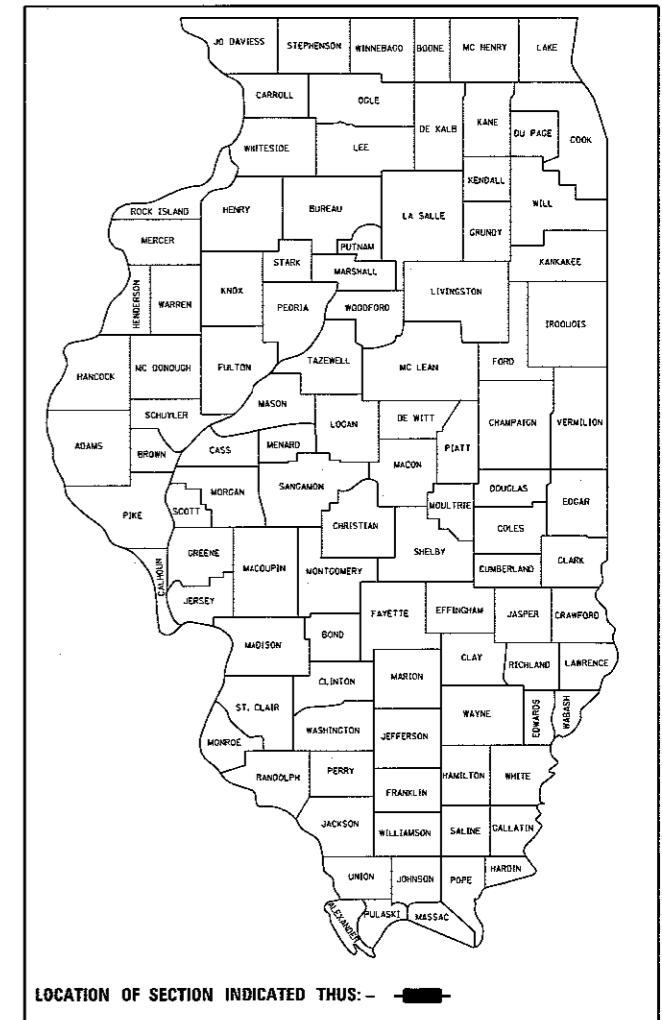 JO DAVIESS STEPHENSON WINNEBAGO BOONE MC HENRY LAKE
CARROLL OGLE DE KALB KANE DU PAGE COOK
WHITESIDE LEE
KENDALL
ROCK ISLAND HENRY BUREAU LA SALLE WILL
MERCER PUTNAM GRUNDY
STARK MARSHALL KANKAKEE
HENDERSON WARREN KNOX PEORIA WOODFORD LIVINGSTON IROQUOIS
HANCOCK MC DONOUGH FULTON TAZEWELL MC LEAN FORD
MASON
SCHUYLER LOGAN DE WITT CHAMPAIGN VERMILION
ADAMS BROWN CASS MENARD PIATT
MACON
PIKE SCOTT MORGAN SANGAMON DOUGLAS
CHRISTIAN MOULTRIE EDGAR
COLES
CALHOUN GREENE MACOUPIN MONTGOMERY SHELBY
CUMBERLAND CLARK
JERSEY FAYETTE EFFINGHAM JASPER CRAWFORD
MADISON BOND
CLAY RICHLAND LAWRENCE
CLINTON MARION
ST. CLAIR WAYNE EDWARDS WABASH
WASHINGTON JEFFERSON
MONROE
RANDOLPH PERRY HAMILTON WHITE
FRANKLIN
JACKSON WILLIAMSON SALINE GALLATIN
UNION JOHNSON POPE HARDIN
ALEXANDER PULASKI MASSAC
LOCATION OF SECTION INDICATED THUS: –